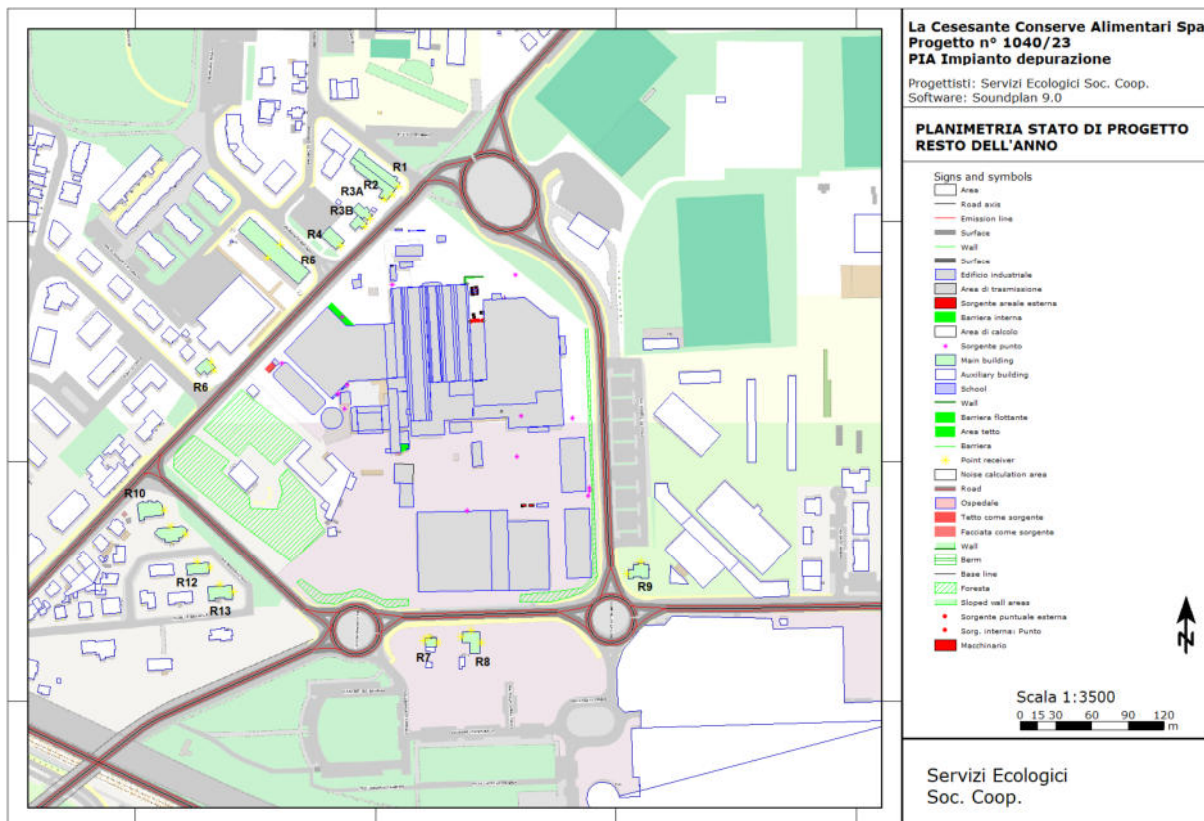 La Cesesante Conserve Alimentari Spa
Progetto n° 1040/23
PIA Impianto depurazione
Progettisti: Servizi Ecologici Soc. Coop.
Software: Soundplan 9.0
PLANIMETRIA STATO DI PROGETTO
RESTO DELL'ANNO
Signs and symbols
Area
Road axis
Emission line
Surface
Wall
Surface
Edificio industriale
Area di trasmissione
Sorgente areale esterna
Barriera interna
Area di calcolo
Sorgente punto
Main building
Auxiliary building
School
Wall
Barriera flottante
Area tetto
Barriera
Point receiver
Noise calculation area
Road
Ospedale
Tetto come sorgente
Facciata come sorgente
Wall
Berm
Base line
Foresta
Sloped wall areas
Sorgente puntuale esterna
Sorg. interna: Punto
Macchinario
N
Scala 1:3500
0 15 30 60 90 120
m
Servizi Ecologici
Soc. Coop.
R1
R2
R3A
R3B
R4
R5
R6
R10
R12
R13
R7
R8
R9